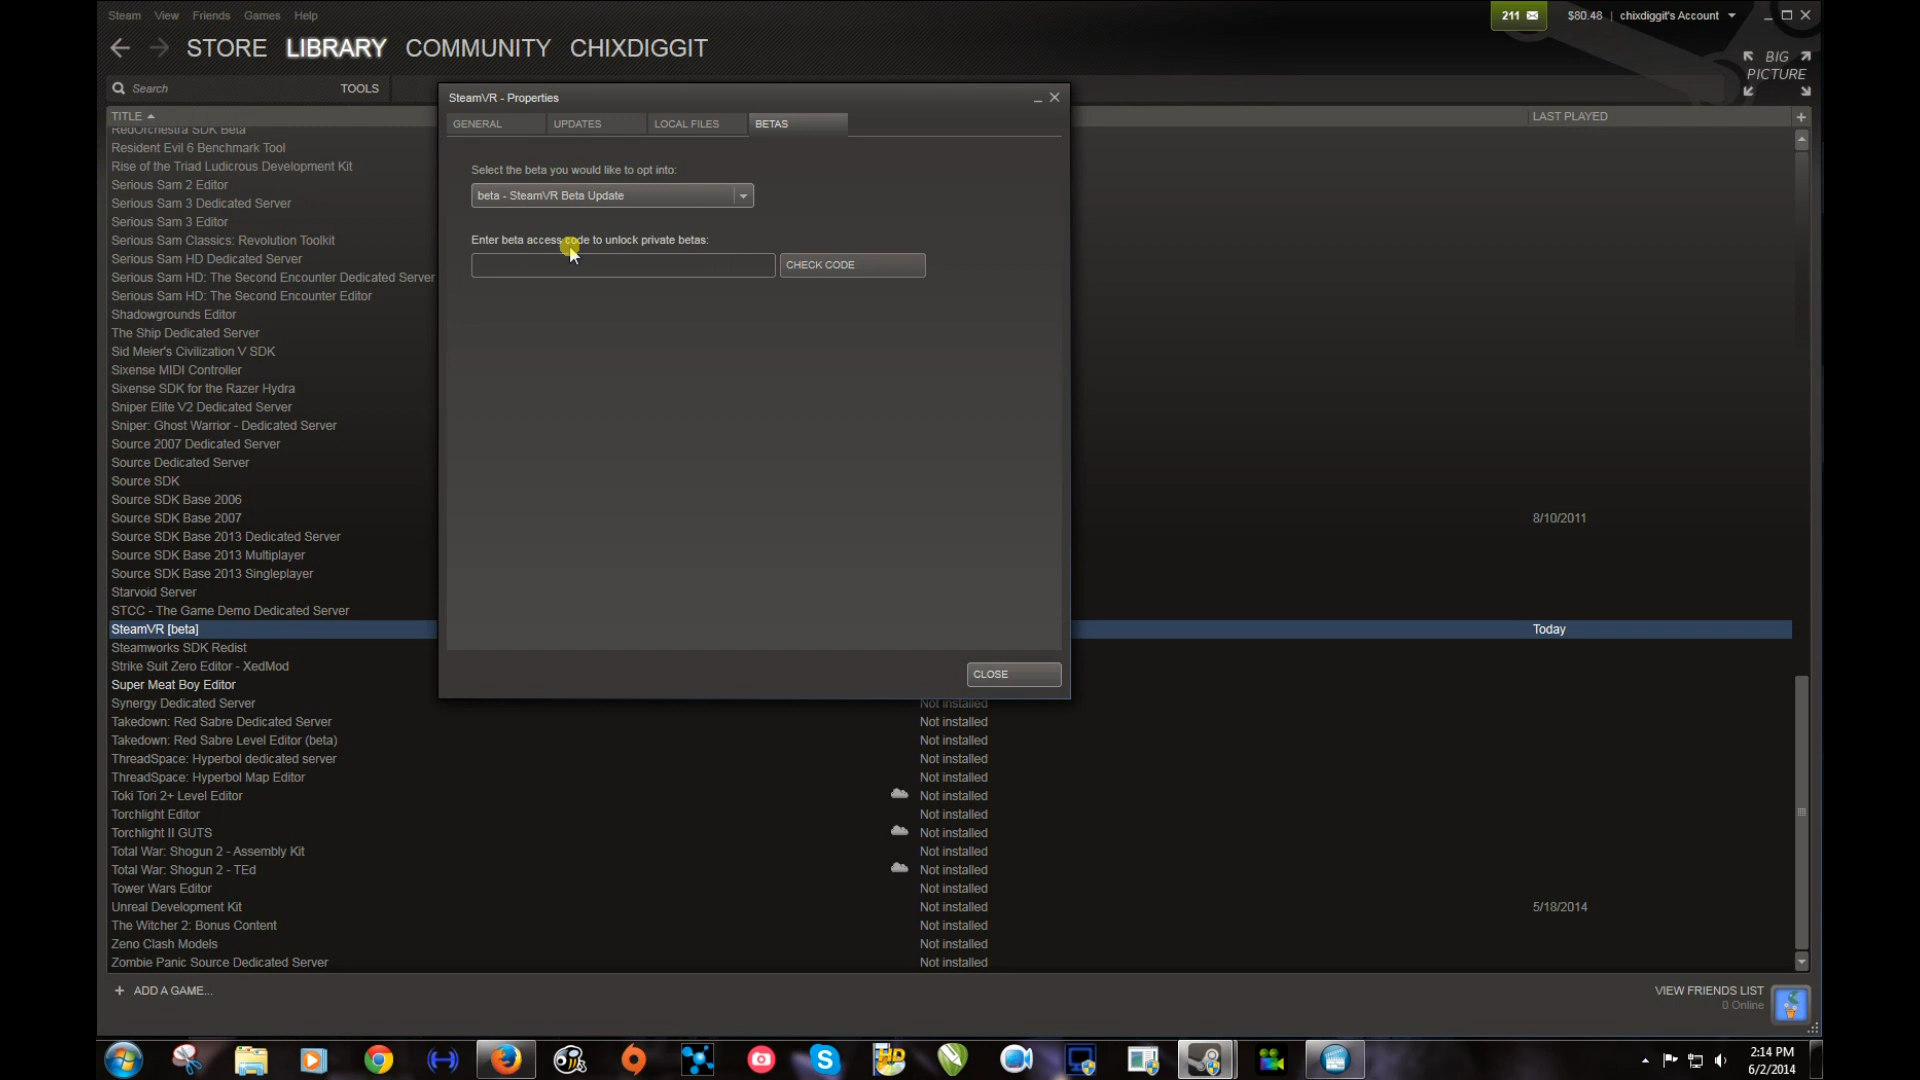 Steam View Friends Games Help
211 $80.48 | chixdiggit's Account
STORE LIBRARY COMMUNITY CHIXDIGGIT
BIG PICTURE
Search TOOLS
SteamVR - Properties
TITLE LAST PLAYED
GENERAL UPDATES LOCAL FILES BETAS
Select the beta you would like to opt into:
beta - SteamVR Beta Update
Enter beta access code to unlock private betas:
CHECK CODE
CLOSE
RedOrchestra SDK Beta
Resident Evil 6 Benchmark Tool
Rise of the Triad Ludicrous Development Kit
Serious Sam 2 Editor
Serious Sam 3 Dedicated Server
Serious Sam 3 Editor
Serious Sam Classics: Revolution Toolkit
Serious Sam HD Dedicated Server
Serious Sam HD: The Second Encounter Dedicated Server
Serious Sam HD: The Second Encounter Editor
Shadowgrounds Editor
The Ship Dedicated Server
Sid Meier's Civilization V SDK
Sixense MIDI Controller
Sixense SDK for the Razer Hydra
Sniper Elite V2 Dedicated Server
Sniper: Ghost Warrior - Dedicated Server
Source 2007 Dedicated Server
Source Dedicated Server
Source SDK
Source SDK Base 2006
Source SDK Base 2007 8/10/2011
Source SDK Base 2013 Dedicated Server
Source SDK Base 2013 Multiplayer
Source SDK Base 2013 Singleplayer
Starvoid Server
STCC - The Game Demo Dedicated Server
SteamVR [beta] Today
Steamworks SDK Redist
Strike Suit Zero Editor - XedMod
Super Meat Boy Editor
Synergy Dedicated Server Not installed
Takedown: Red Sabre Dedicated Server Not installed
Takedown: Red Sabre Level Editor (beta) Not installed
ThreadSpace: Hyperbol dedicated server Not installed
ThreadSpace: Hyperbol Map Editor Not installed
Toki Tori 2+ Level Editor Not installed
Torchlight Editor Not installed
Torchlight II GUTS Not installed
Total War: Shogun 2 - Assembly Kit Not installed
Total War: Shogun 2 - TEd Not installed
Tower Wars Editor Not installed
Unreal Development Kit Not installed 5/18/2014
The Witcher 2: Bonus Content Not installed
Zeno Clash Models Not installed
Zombie Panic Source Dedicated Server Not installed
+ ADD A GAME... VIEW FRIENDS LIST
0 Online
2:14 PM
6/2/2014